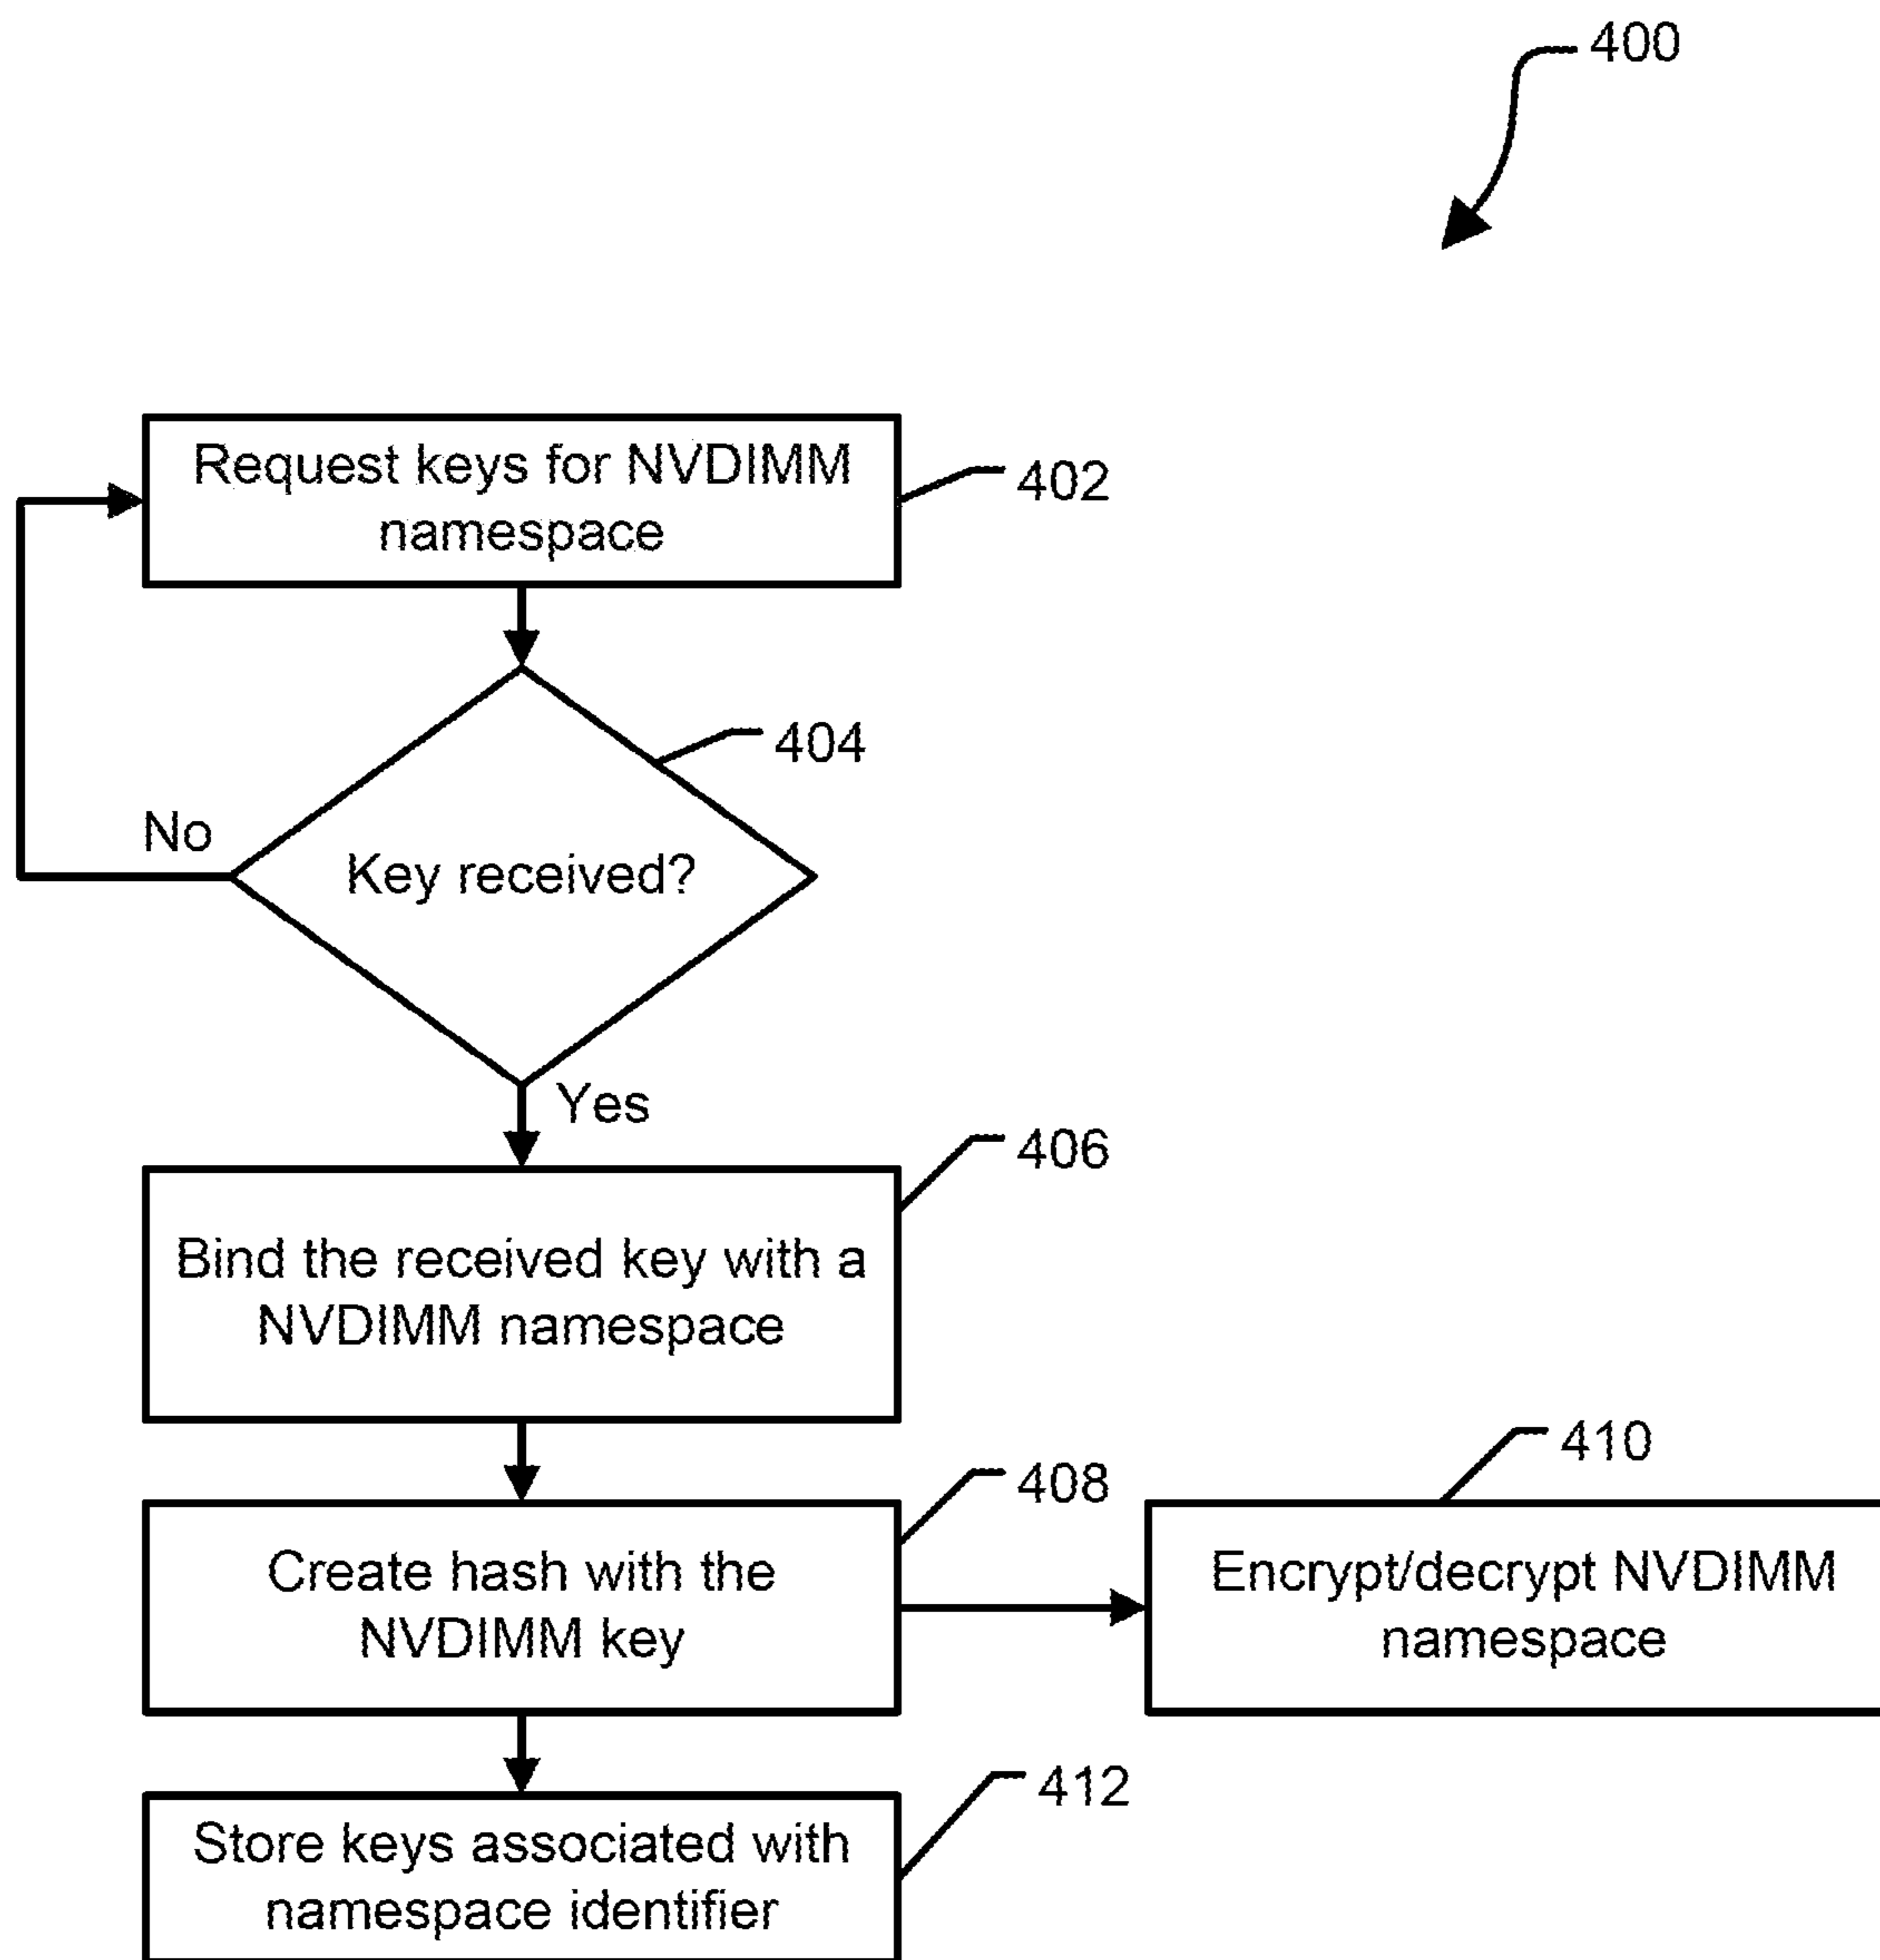 400
Request keys for NVDIMM
namespace
402
404
No
Key received?
Yes
406
Bind the received key with a
NVDIMM namespace
408
410
Create hash with the
NVDIMM key
Encrypt/decrypt NVDIMM
namespace
412
Store keys associated with
namespace identifier